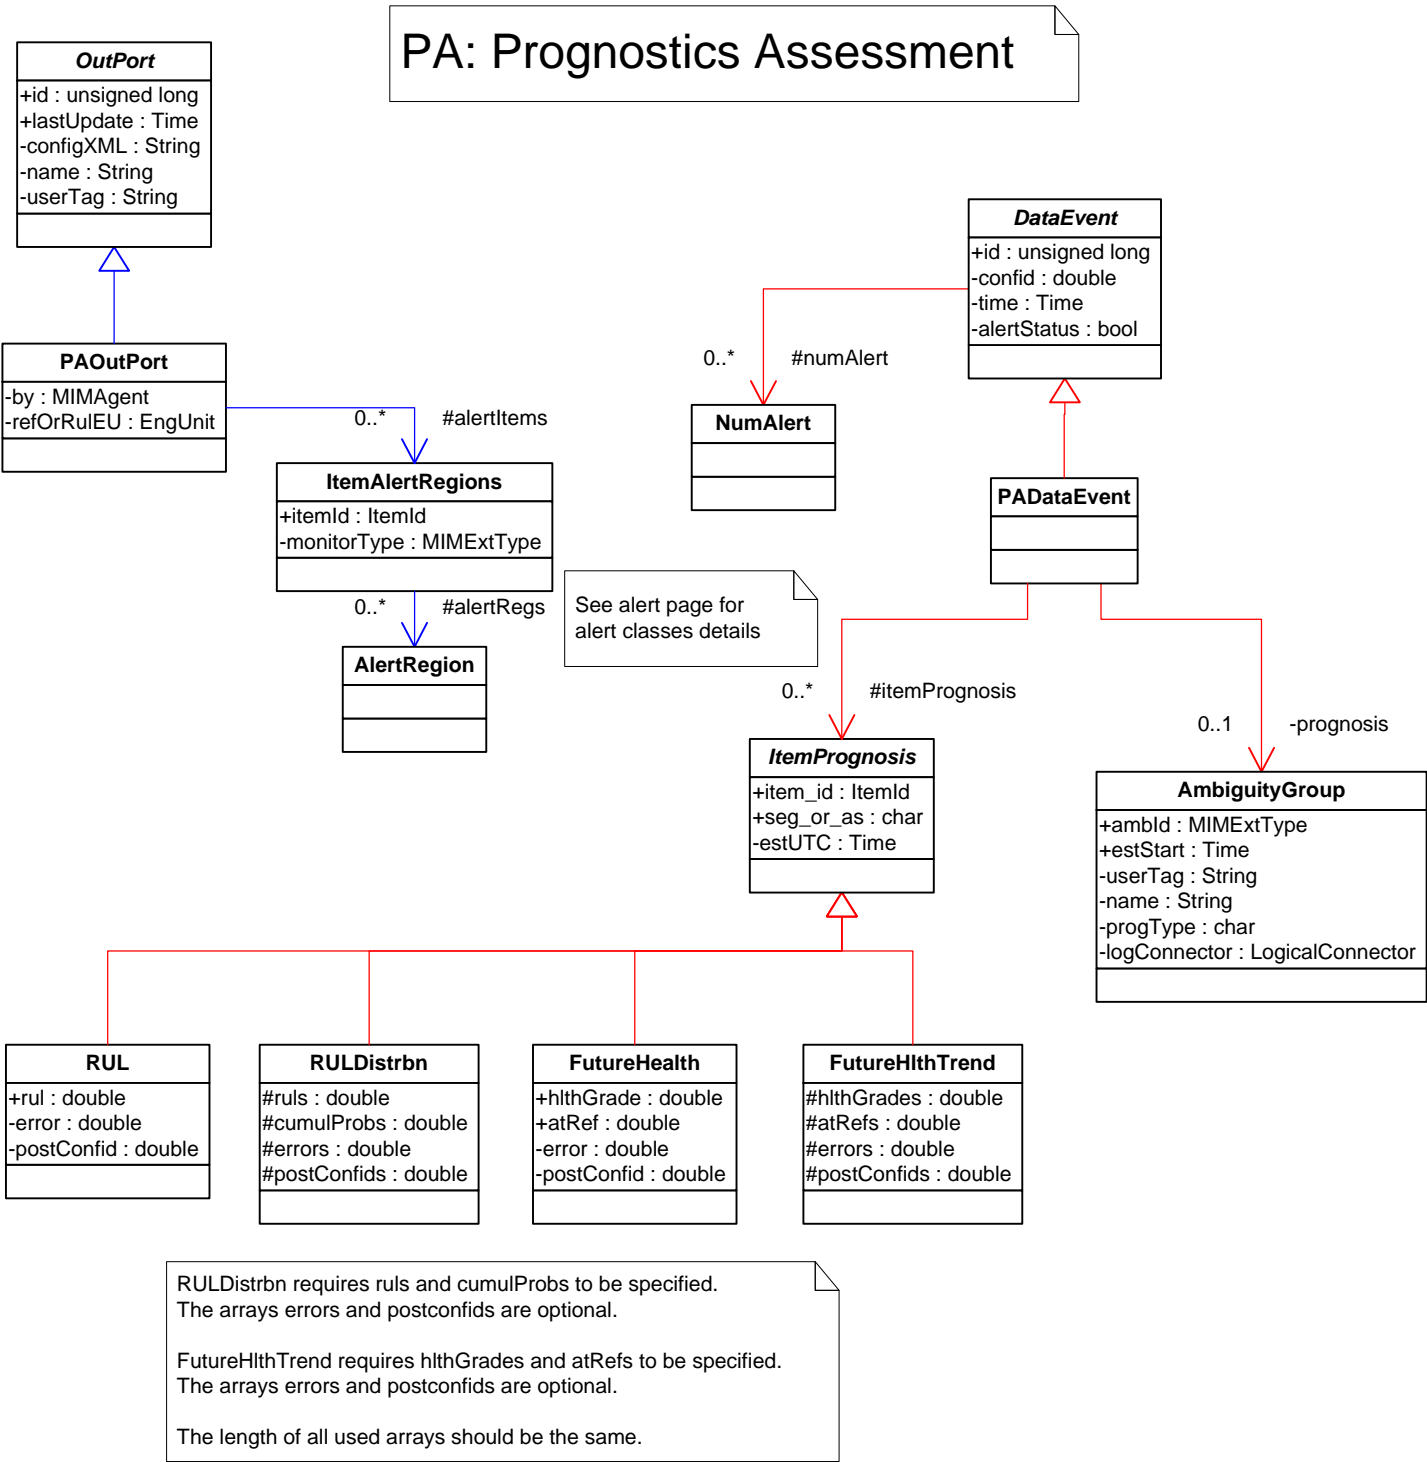 PA: Prognostics Assessment
OutPort
+id : unsigned long
+lastUpdate : Time
-configXML : String
-name : String
-userTag : String
DataEvent
+id : unsigned long
-confid : double
-time : Time
-alertStatus : bool
PAOutPort
-by : MIMAgent
-refOrRulEU : EngUnit
0..*
#alertItems
0..*
#numAlert
NumAlert
ItemAlertRegions
+itemId : ItemId
-monitorType : MIMExtType
PADataEvent
0..*
#alertRegs
See alert page for
alert classes details
AlertRegion
0..*
#itemPrognosis
0..1
-prognosis
ItemPrognosis
+item_id : ItemId
+seg_or_as : char
-estUTC : Time
AmbiguityGroup
+ambId : MIMExtType
+estStart : Time
-userTag : String
-name : String
-progType : char
-logConnector : LogicalConnector
RUL
+rul : double
-error : double
-postConfid : double
RULDistrbn
#ruls : double
#cumulProbs : double
#errors : double
#postConfids : double
FutureHealth
+hlthGrade : double
+atRef : double
-error : double
-postConfid : double
FutureHlthTrend
#hlthGrades : double
#atRefs : double
#errors : double
#postConfids : double
RULDistrbn requires ruls and cumulProbs to be specified.
The arrays errors and postconfids are optional.
FutureHlthTrend requires hlthGrades and atRefs to be specified.
The arrays errors and postconfids are optional.
The length of all used arrays should be the same.